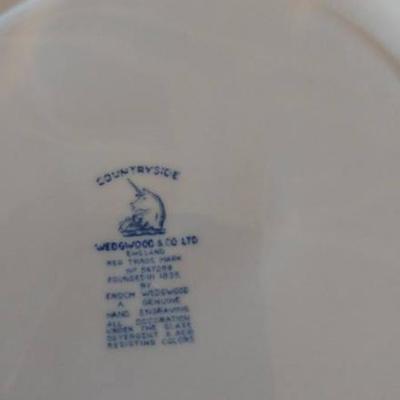 COUNTRYSIDE
WEDGWOOD & CO LTD
ENGLAND
REG TRADE MARK
FOUNDED IN 1835
BY
ENOCH WEDGWOOD
A GENUINE
HAND ENGRAVING
ALL DECORATION
UNDER THE GLAZE
DETERGENT & ACID
RESISTING COLORS